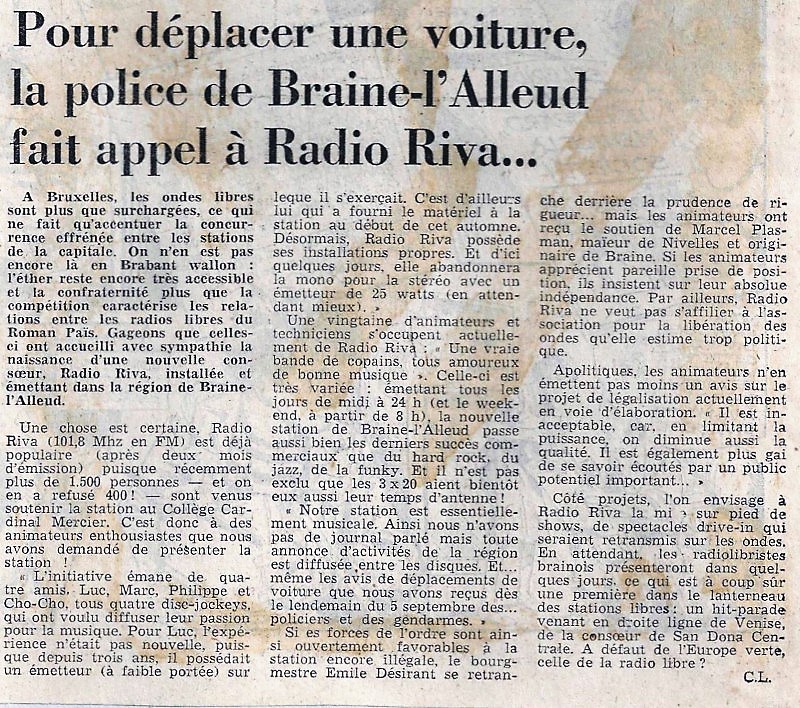 Pour déplacer une voiture,
la police de Braine-l'Alleud
fait appel à Radio Riva...
A Bruxelles, les ondes libres
sont plus que surchargées, ce qui
ne fait qu'accentuer la concur-
rence effrénée entre les stations
de la capitale. On n'en est pas
encore là en Brabant wallon :
l'éther reste encore très accessible
et la confraternité plus que la
compétition caractérise les rela-
tions entre les radios libres du
Roman Païs. Gageons que celles-
ci ont accueilli avec sympathie la
naissance d'une nouvelle con-
sœur, Radio Riva, installée et
émettant dans la région de Braine-
l'Alleud.
Une chose est certaine, Radio
Riva (101,8 Mhz en FM) est déjà
populaire (après deux mois
d'émission) puisque récemment
plus de 1.500 personnes — et on
en a refusé 400! — sont venus
soutenir la station au Collège Car-
dinal Mercier. C'est donc à des
animateurs enthousiastes que nous
avons demandé de présenter la
station !
« L'initiative émane de qua-
tre amis, Luc, Marc, Philippe et
Cho-Cho, tous quatre disc-jockeys,
qui ont voulu diffuser leur passion
pour la musique. Pour Luc, l'expé-
rience n'était pas nouvelle, puis-
que depuis trois ans, il possédait
un émetteur (à faible portée) sur
leque il s'exerçait. C'est d'ailleurs
lui qui a fourni le matériel à la
station au début de cet automne.
Désormais, Radio Riva possède
ses installations propres. Et d'ici
quelques jours, elle abandonnera
la mono pour la stéréo avec un
émetteur de 25 watts (en atten-
dant mieux). »
Une vingtaine d'animateurs et
techniciens s'occupent actuelle-
ment de Radio Riva : « Une vraie
bande de copains, tous amoureux
de bonne musique ». Celle-ci est
très variée : émettant tous les
jours de midi à 24 h (et le week-
end, à partir de 8 h), la nouvelle
station de Braine-l'Alleud passe
aussi bien les derniers succès com-
merciaux que du hard rock, du
jazz, de la funky. Et il n'est pas
exclu que les 3 x 20 aient bientôt
eux aussi leur temps d'antenne !
« Notre station est essentielle-
ment musicale. Ainsi nous n'avons
pas de journal parlé mais toute
annonce d'activités de la région
est diffusée entre les disques. Et...
même les avis de déplacements de
voiture que nous avons reçus dès
le lendemain du 5 septembre des...
policiers et des gendarmes. »
Si es forces de l'ordre sont ain-
si ouvertement favorables à la
station encore illégale, le bourg-
mestre Emile Désirant se retran-
che derrière la prudence de ri-
gueur... mais les animateurs ont
reçu le soutien de Marcel Plas-
man, maïeur de Nivelles et origi-
naire de Braine. Si les animateurs
apprécient pareille prise de posi-
tion, ils insistent sur leur absolue
indépendance. Par ailleurs, Radio
Riva ne veut pas s'affilier à l'as-
sociation pour la libération des
ondes qu'elle estime trop politi-
que.
Apolitiques, les animateurs n'en
émettent pas moins un avis sur le
projet de légalisation actuellement
en voie d'élaboration. « Il est in-
acceptable, car, en limitant la
puissance, on diminue aussi la
qualité. Il est également plus gai
de se savoir écoutés par un public
potentiel important... »
Côté projets, l'on envisage à
Radio Riva la mi sur pied de
shows, de spectacles drive-in qui
seraient retransmis sur les ondes.
En attendant, les radiolibristes
brainois présenteront dans quel-
ques jours, ce qui est à coup sûr
une première dans le lanterneau
des stations libres : un hit-parade
venant en droite ligne de Venise,
de la consœur de San Dona Cen-
trale. A défaut de l'Europe verte,
celle de la radio libre ?
C.L.